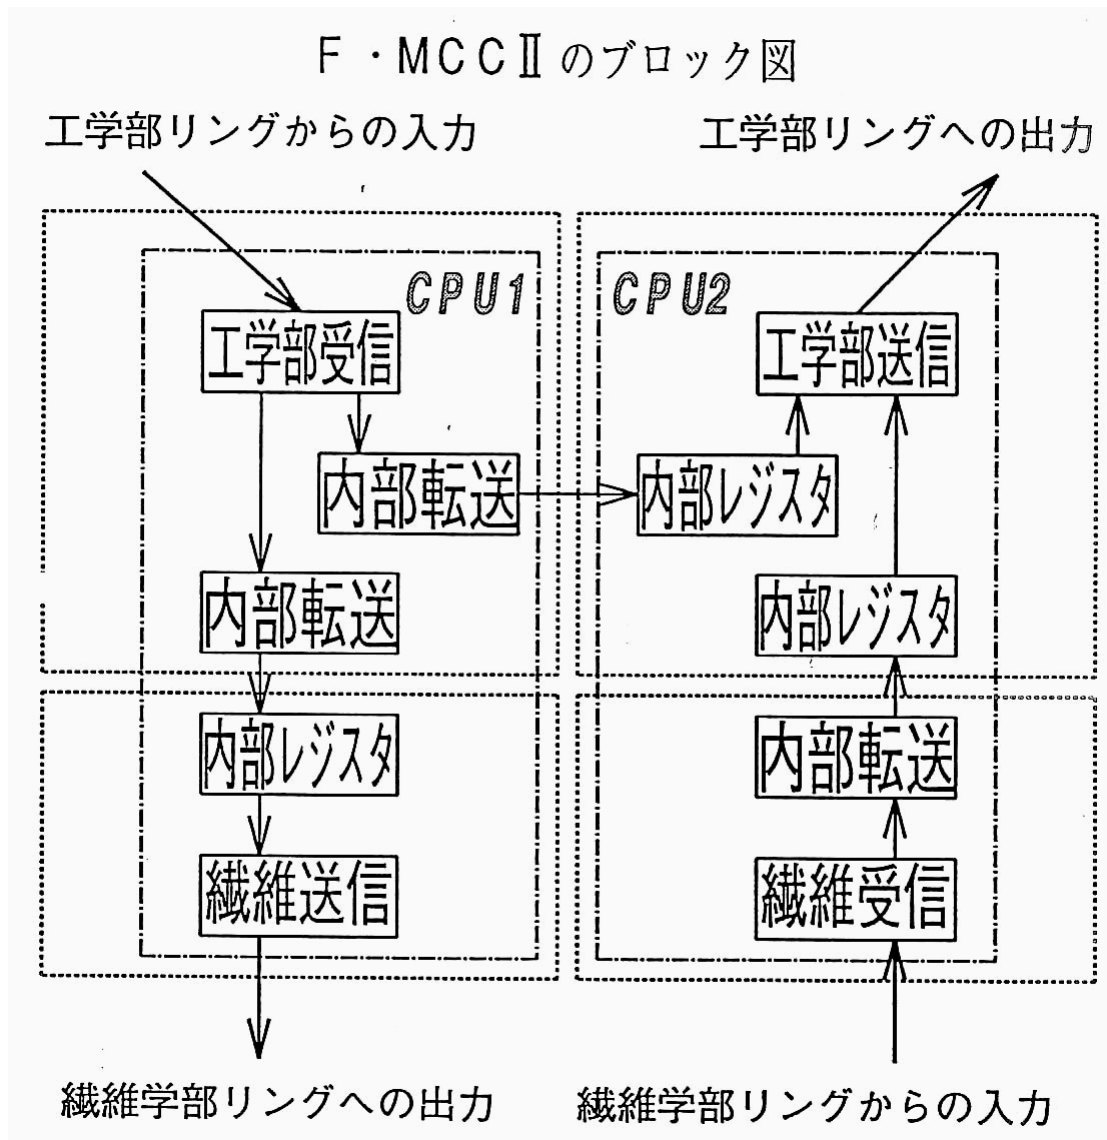 F・MCCⅡのブロック図
工学部リングからの入力
工学部リングへの出力
CPU1
CPU2
工学部受信
工学部送信
内部転送
内部レジスタ
内部転送
内部レジスタ
内部レジスタ
内部転送
繊維送信
繊維受信
繊維学部リングへの出力
繊維学部リングからの入力